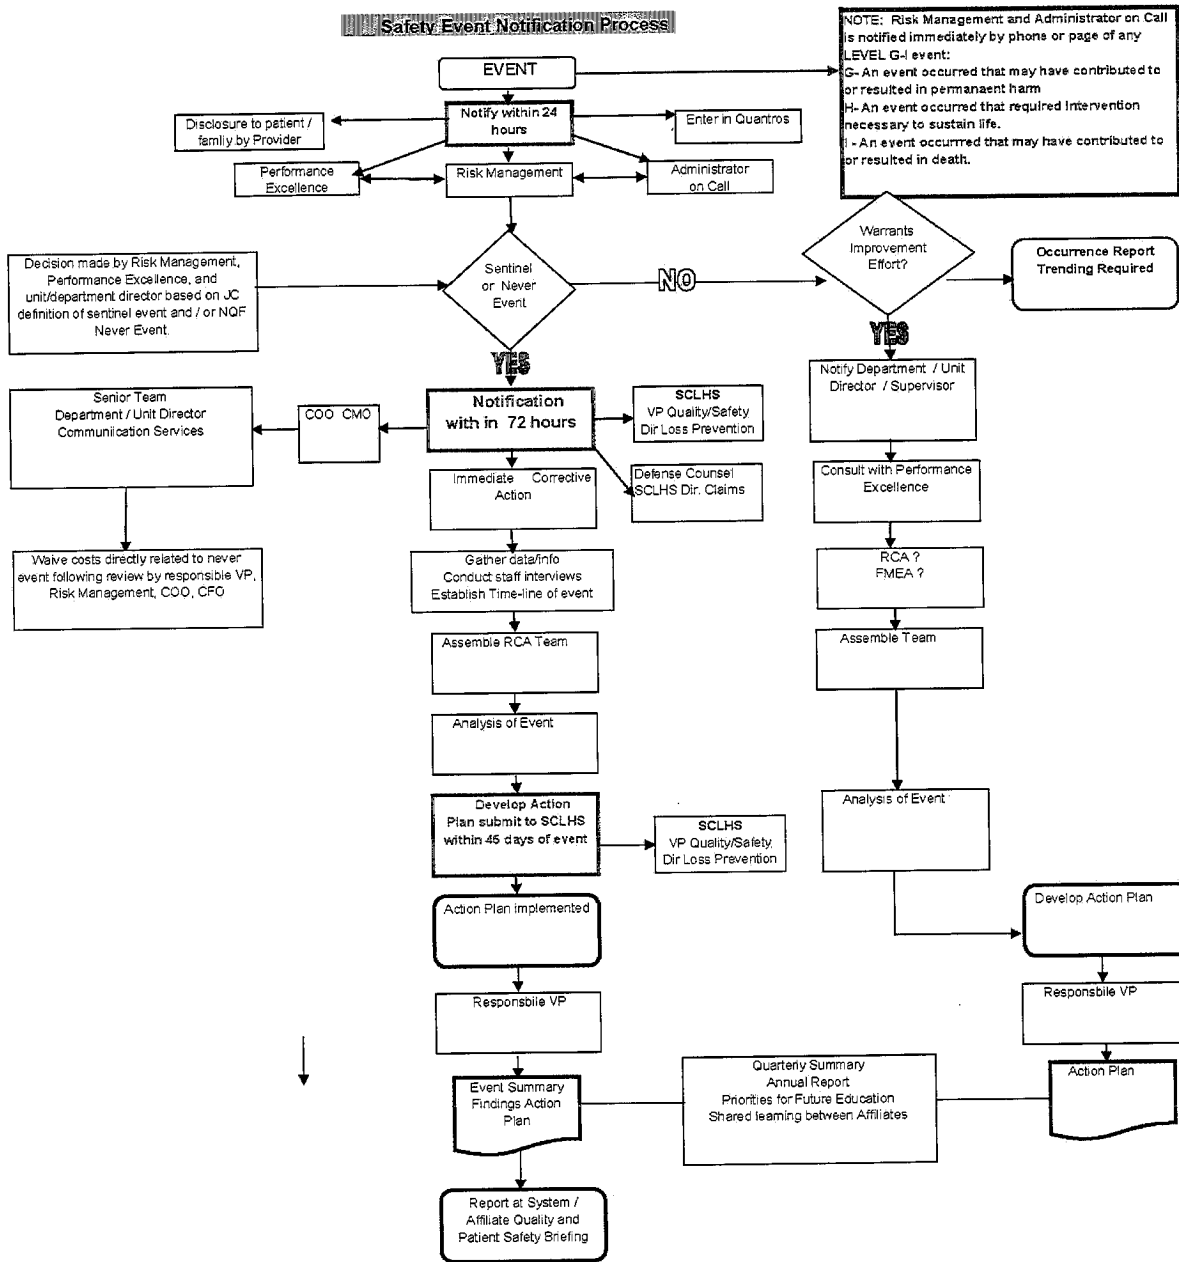 Safety Event Notification Process
NOTE: Risk Management and Administrator on Call
is notified immediately by phone or page of any
LEVEL G-I event:
G- An event occurred that may have contributed to
or resulted in permanaent harm
H- An event occurred that required Intervention
necessary to sustain life.
I - An event occurrred that may have contributed to
or resulted in death.
EVENT
Notify within 24
hours
Disclosure to patient /
family by Provider
Enter in Quantros
Performance
Excellence
Risk Management
Administrator
on Call
Decision made by Risk Management,
Performance Excellence, and
unit/department director based on JC
definition of sentinel event and / or NQF
Never Event.
Sentinel
or Never
Event
NO
Warrants
Improvement
Effort?
Occurrence Report
Trending Required
YES
YES
Senior Team
Department / Unit Director
Communiication Services
COO CMO
Notification
with in 72 hours
SCLHS
VP Quality/Safety
Dir Loss Prevention
Notify Department / Unit
Director / Supervisor
Immediate Corrective
Action
Defense Counsel
SCLHS Dir. Claims
Consult with Performance
Excellence
Waive costs directly related to never
event following review by responsible VP,
Risk Management, COO, CFO
Gather data/info
Conduct staff interviews
Establish Time-line of event
RCA ?
FMEA ?
Assemble RCA Team
Assemble Team
Analysis of Event
Analysis of Event
Develop Action
Plan submit to SCLHS
within 45 days of event
SCLHS
VP Quality/Safety
Dir Loss Prevention
Action Plan implemented
Develop Action Plan
Responsbile VP
Responsbile VP
Event Summary
Findings Action
Plan
Quarterly Summary
Annual Report
Priorities for Future Education
Shared learning between Affiliates
Action Plan
Report at System /
Affiliate Quality and
Patient Safety Briefing